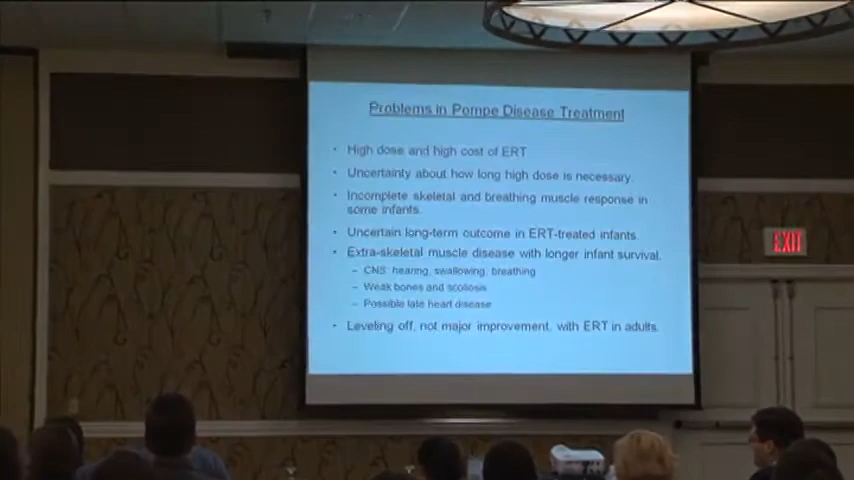 Problems in Pompe Disease Treatment
• High dose and high cost of ERT
• Uncertainty about how long high dose is necessary.
• Incomplete skeletal and breathing muscle response in
some infants.
• Uncertain long-term outcome in ERT-treated infants.
• Extra-skeletal muscle disease with longer infant survival.
– CNS: hearing, swallowing, breathing
– Weak bones and scoliosis
– Possible late heart disease
• Leveling off, not major improvement, with ERT in adults.
EXIT